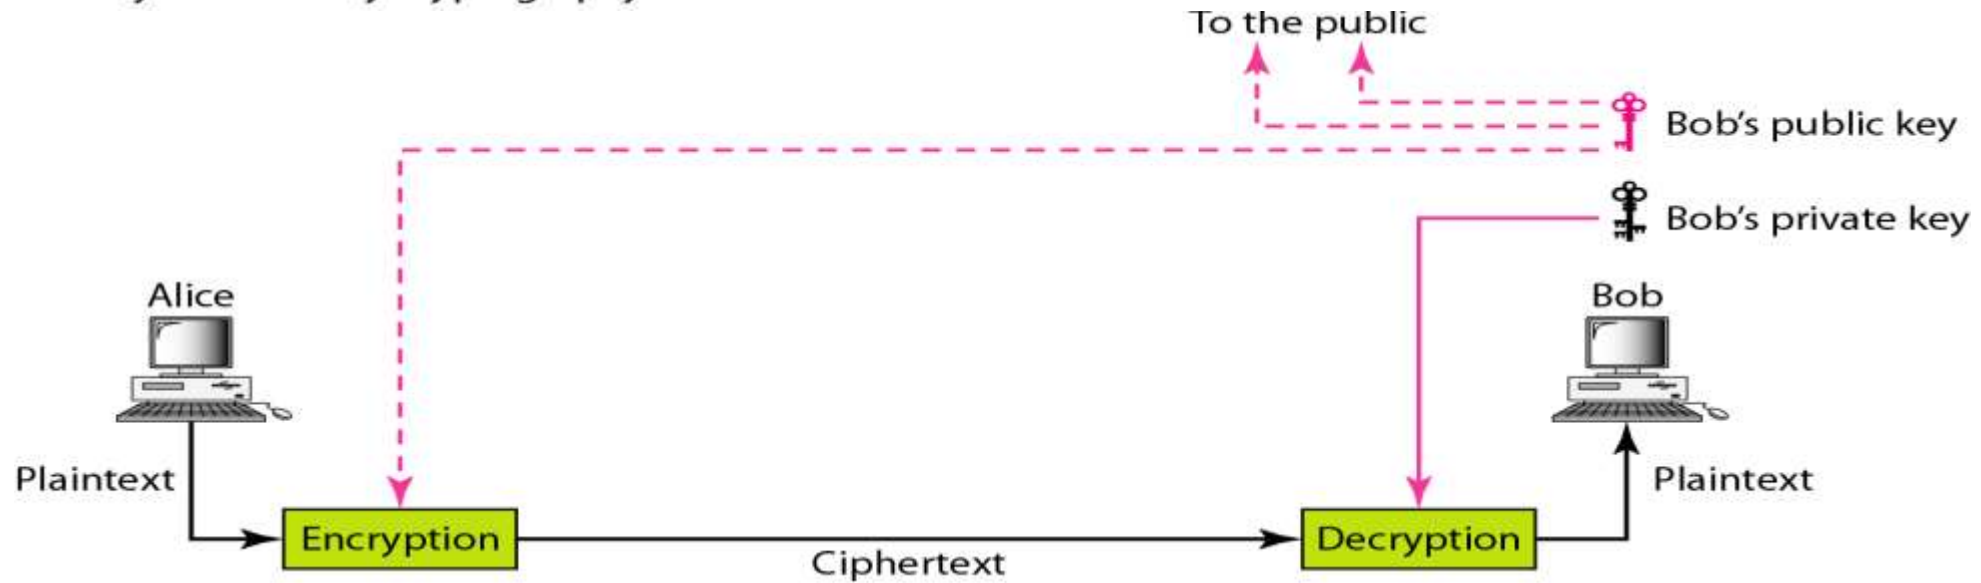 To the public
Bob's public key
Bob's private key
Alice
Bob
Plaintext
Plaintext
Encryption
Decryption
Ciphertext